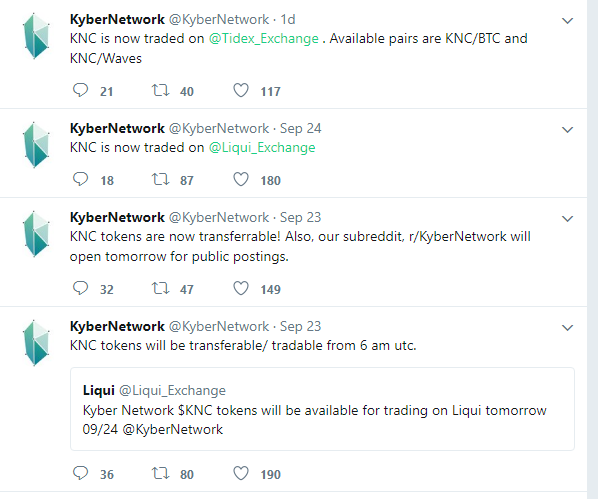 KyberNetwork @KyberNetwork · 1d
KNC is now traded on @Tidex_Exchange . Available pairs are KNC/BTC and
KNC/Waves
21 40 117
KyberNetwork @KyberNetwork · Sep 24
KNC is now traded on @Liqui_Exchange
18 87 180
KyberNetwork @KyberNetwork · Sep 23
KNC tokens are now transferrable! Also, our subreddit, r/KyberNetwork will
open tomorrow for public postings.
32 47 149
KyberNetwork @KyberNetwork · Sep 23
KNC tokens will be transferable/ tradable from 6 am utc.
Liqui @Liqui_Exchange
Kyber Network $KNC tokens will be available for trading on Liqui tomorrow
09/24 @KyberNetwork
36 80 190